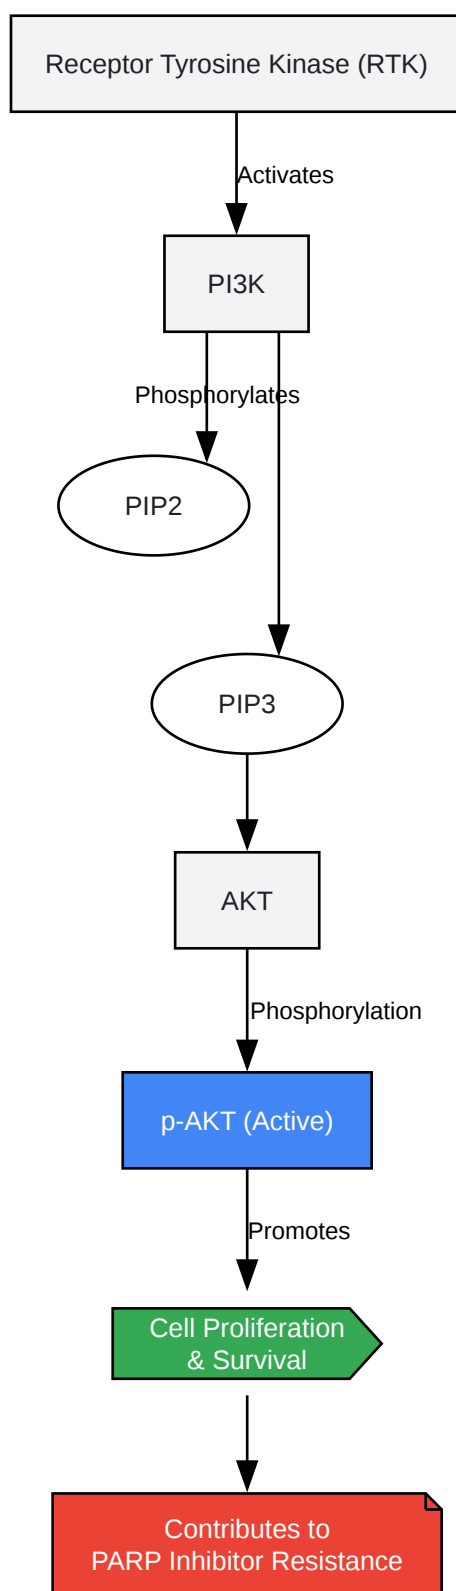 Receptor Tyrosine Kinase (RTK)
Activates
PI3K
Phosphorylates
PIP2
PIP3
AKT
Phosphorylation
p-AKT (Active)
Promotes
Cell Proliferation
& Survival
Contributes to
PARP Inhibitor Resistance